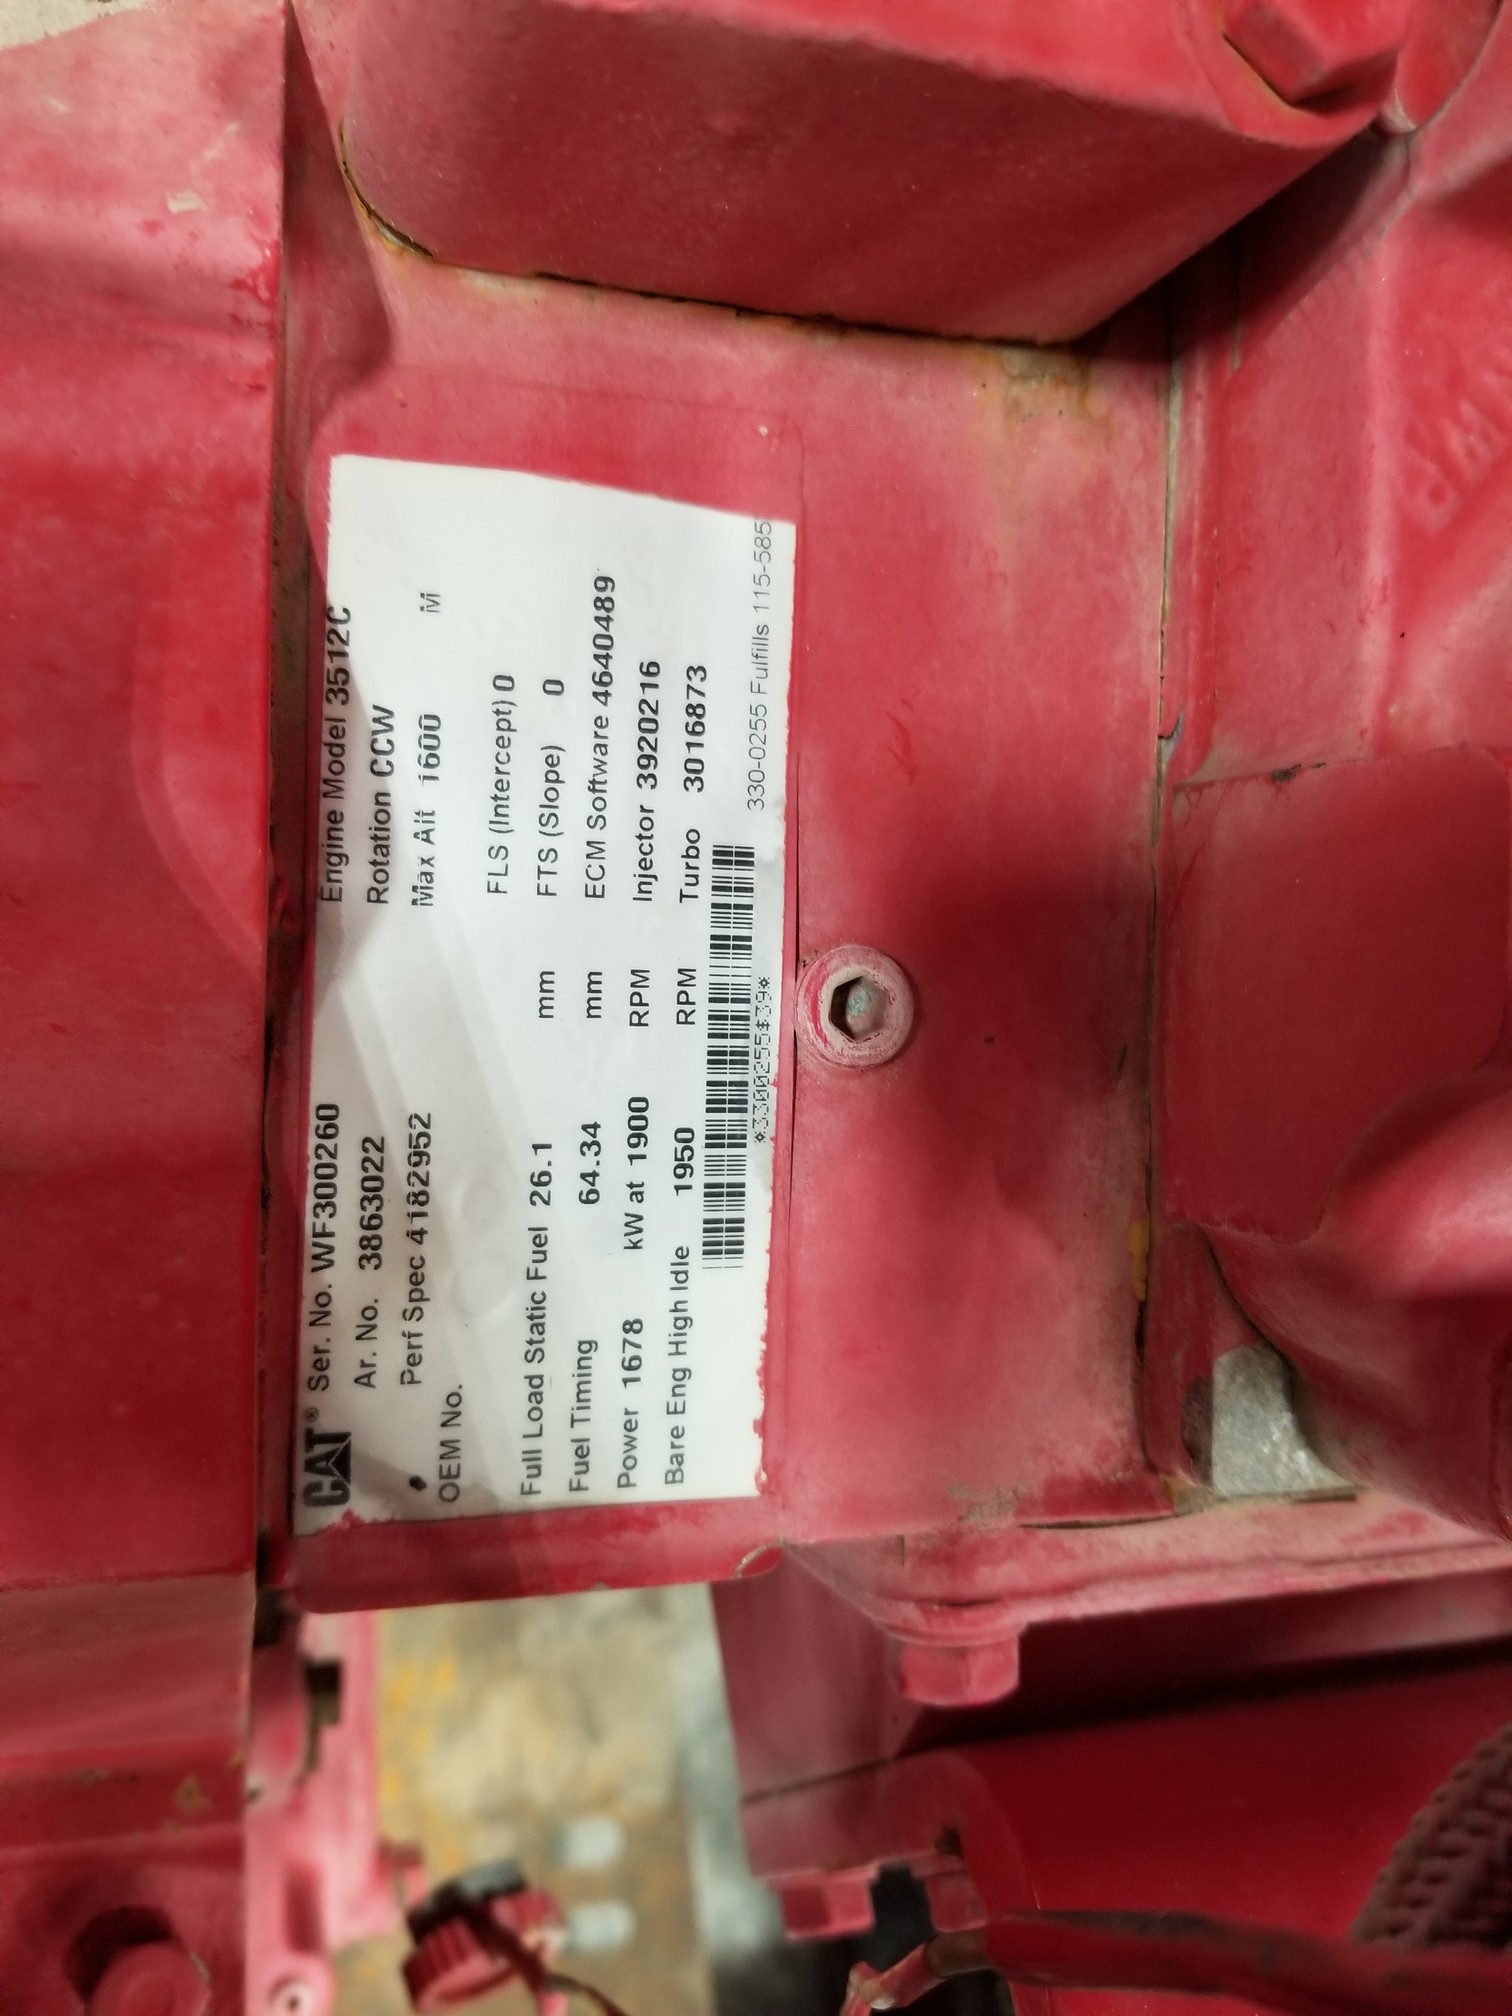 CAT® Ser. No. WF300260 Engine Model 3512C
Ar. No. 3863022 Rotation CCW
Perf Spec 4182952 Max Alt 1600 M
OEM No.
FLS (Intercept) 0
Full Load Static Fuel 26.1 mm FTS (Slope) 0
Fuel Timing 64.34 mm ECM Software 4640489
Power 1678 kW at 1900 RPM Injector 3920216
Bare Eng High Idle 1950 RPM Turbo 3016873
*3300255$39* 330-0255 Fulfills 115-585